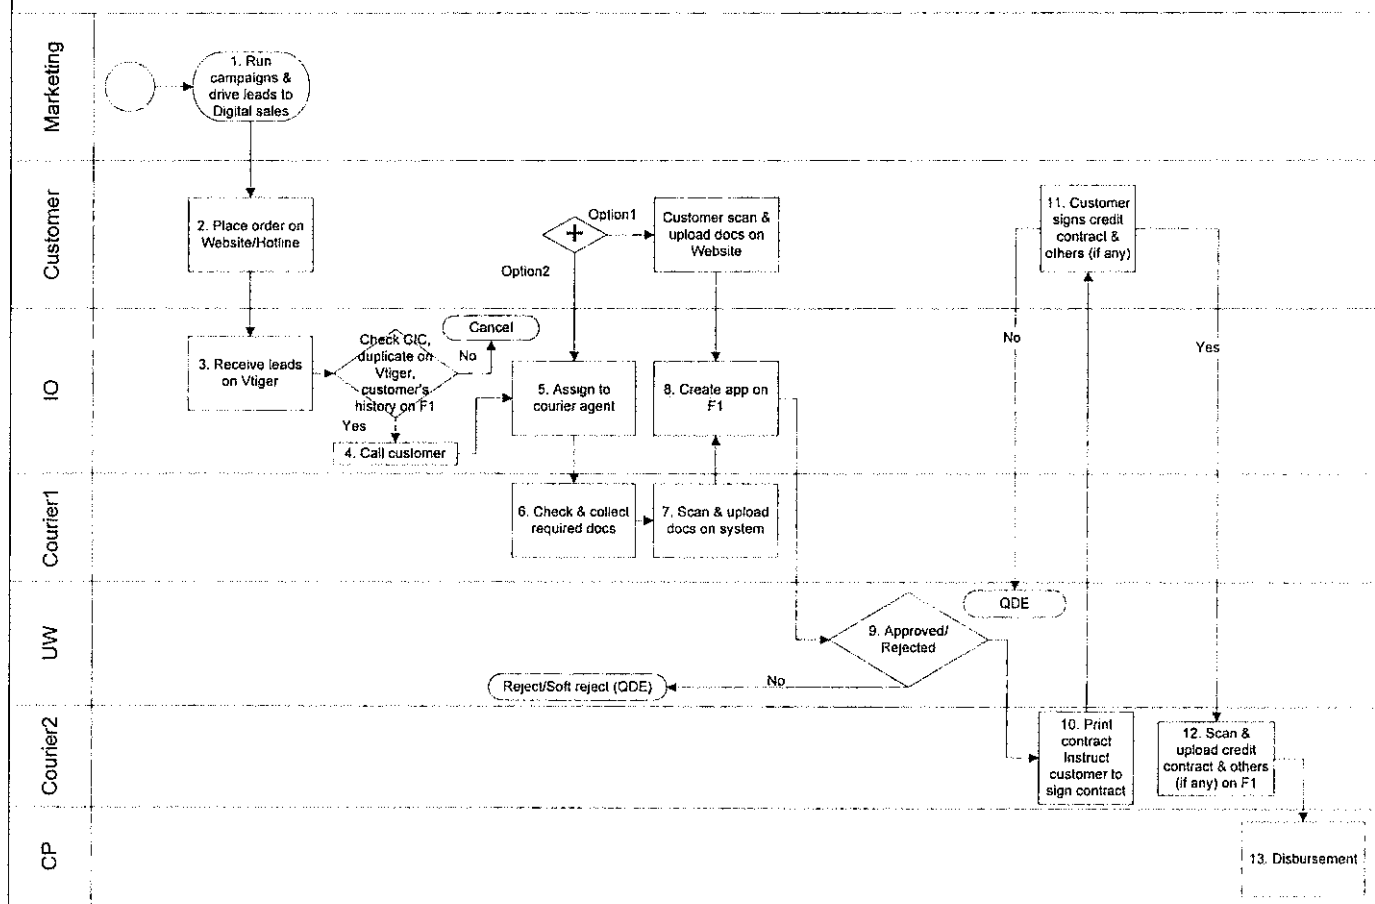 Marketing
1. Run
campaigns &
drive leads to
Digital sales
Customer
2. Place order on
Website/Hotline
Option1
Option2
Customer scan &
upload docs on
Website
11. Customer
signs credit
contract &
others (if any)
No
Yes
IO
3. Receive leads
on Vtiger
Check CIC,
duplicate on
Vtiger,
customer's
history on F1
No
Cancel
Yes
4. Call customer
5. Assign to
courier agent
8. Create app on
F1
Courier1
6. Check & collect
required docs
7. Scan & upload
docs on system
UW
9. Approved/
Rejected
QDE
No
Reject/Soft reject (QDE)
Courier2
10. Print
contract
Instruct
customer to
sign contract
12. Scan &
upload credit
contract & others
(if any) on F1
CP
13. Disbursement